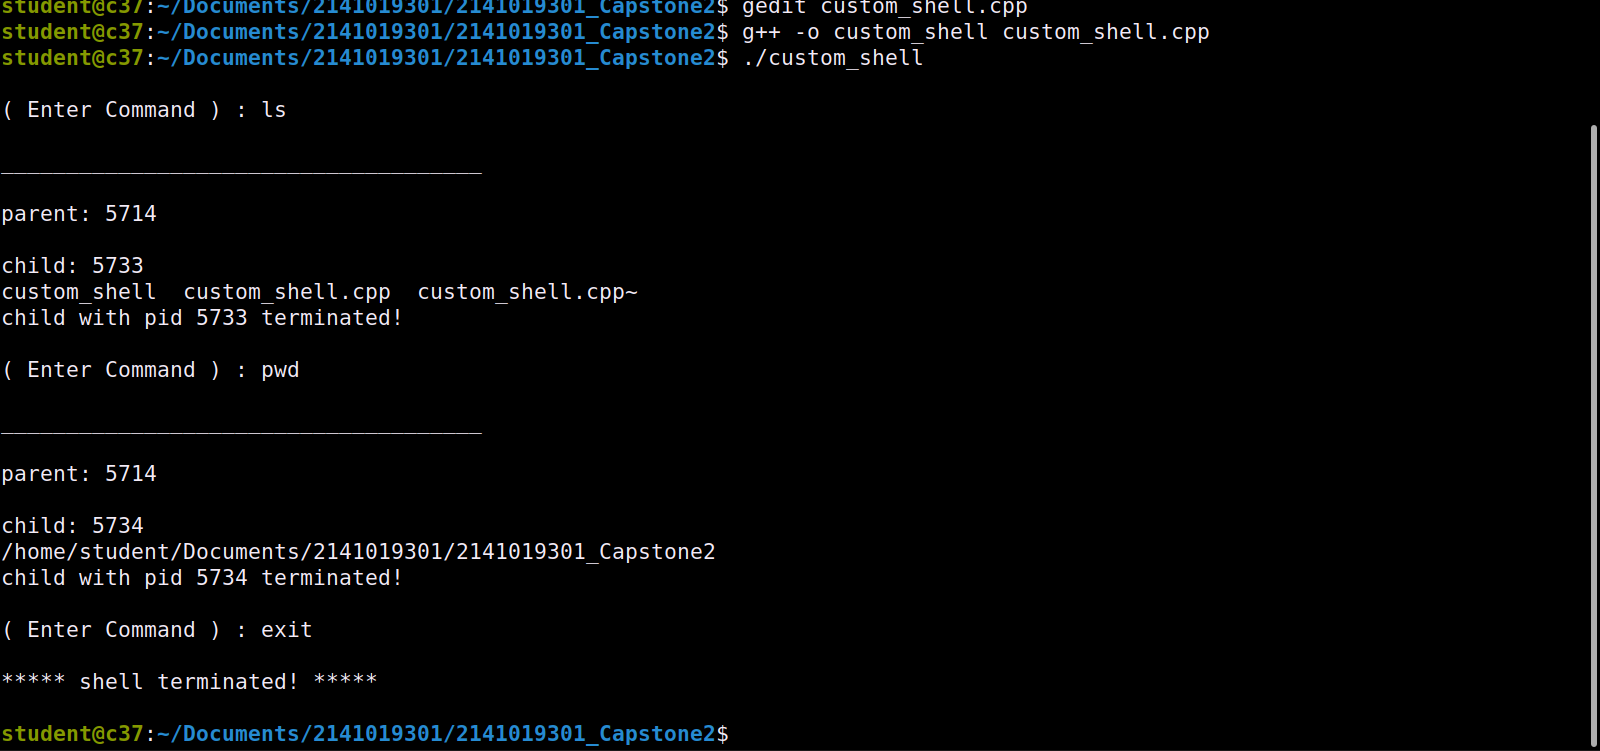 student@c37:~/Documents/2141019301/2141019301_Capstone2$ gedit custom_shell.cpp
student@c37:~/Documents/2141019301/2141019301_Capstone2$ g++ -o custom_shell custom_shell.cpp
student@c37:~/Documents/2141019301/2141019301_Capstone2$ ./custom_shell
( Enter Command ) : ls
_____________________________________
parent: 5714
child: 5733
custom_shell  custom_shell.cpp  custom_shell.cpp~
child with pid 5733 terminated!
( Enter Command ) : pwd
_____________________________________
parent: 5714
child: 5734
/home/student/Documents/2141019301/2141019301_Capstone2
child with pid 5734 terminated!
( Enter Command ) : exit
***** shell terminated! *****
student@c37:~/Documents/2141019301/2141019301_Capstone2$